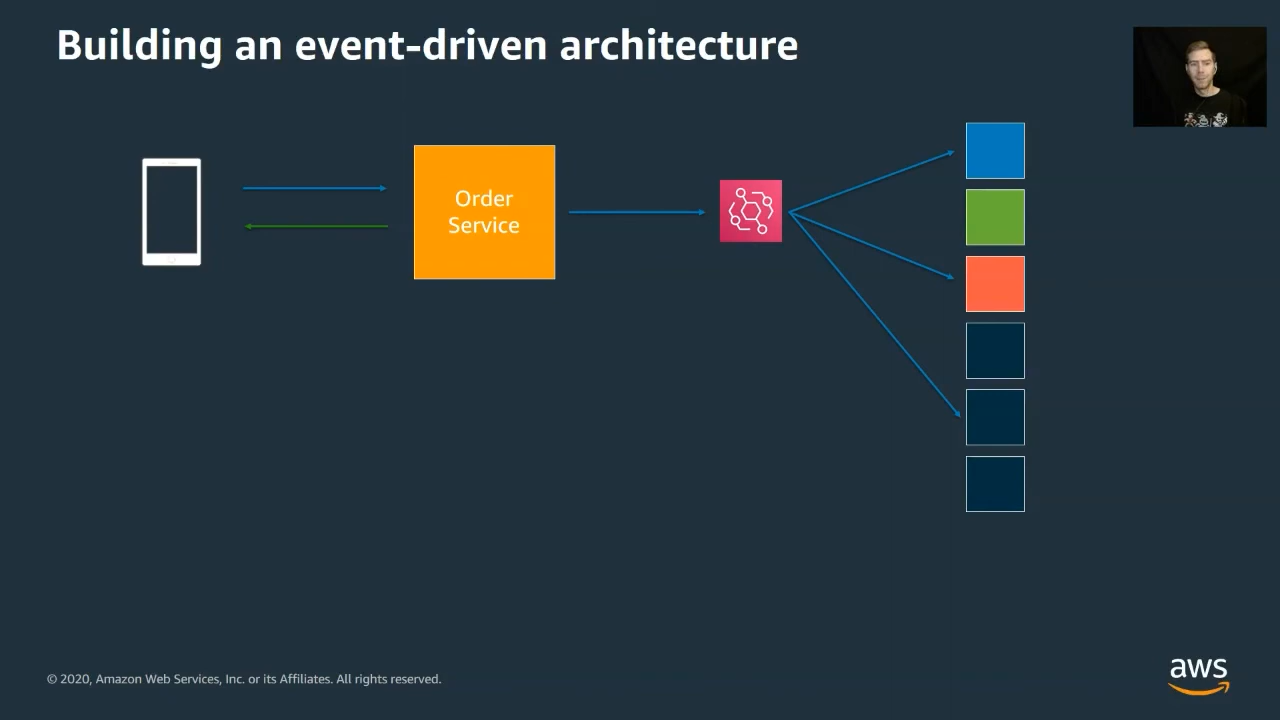 Building an event-driven architecture
Order
Service
© 2020, Amazon Web Services, Inc. or its Affiliates. All rights reserved.
aws